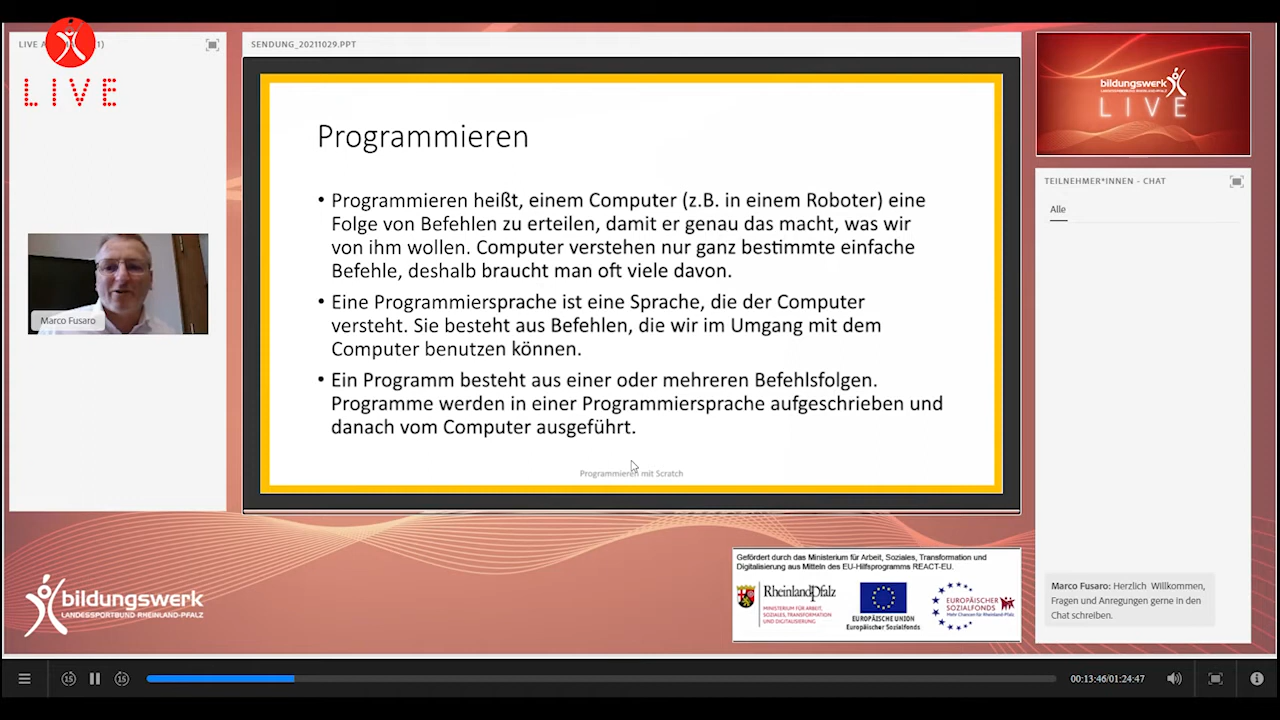 LIVE
SENDUNG_20211029.PPT
Programmieren
• Programmieren heißt, einem Computer (z.B. in einem Roboter) eine
Folge von Befehlen zu erteilen, damit er genau das macht, was wir
von ihm wollen. Computer verstehen nur ganz bestimmte einfache
Befehle, deshalb braucht man oft viele davon.
• Eine Programmiersprache ist eine Sprache, die der Computer
versteht. Sie besteht aus Befehlen, die wir im Umgang mit dem
Computer benutzen können.
• Ein Programm besteht aus einer oder mehreren Befehlsfolgen.
Programme werden in einer Programmiersprache aufgeschrieben und
danach vom Computer ausgeführt.
Programmieren mit Scratch
Marco Fusaro
bildungswerk
LANDESSPORTBUND RHEINLAND-PFALZ
LIVE
TEILNEHMER*INNEN - CHAT
Alle
Marco Fusaro: Herzlich Willkommen,
Fragen und Anregungen gerne in den
Chat schreiben.
Gefördert durch das Ministerium für Arbeit, Soziales, Transformation und
Digitalisierung aus Mitteln des EU-Hilfsprogramms REACT-EU.
RheinlandPfalz
MINISTERIUM FÜR ARBEIT,
SOZIALES, TRANSFORMATION
UND DIGITALISIERUNG
EUROPÄISCHE UNION
Europäischer Sozialfonds
EUROPÄISCHER
SOZIALFONDS
Mehr Chancen für Rheinland-Pfalz
bildungswerk
LANDESSPORTBUND RHEINLAND-PFALZ
15
15
00:13:46/01:24:47